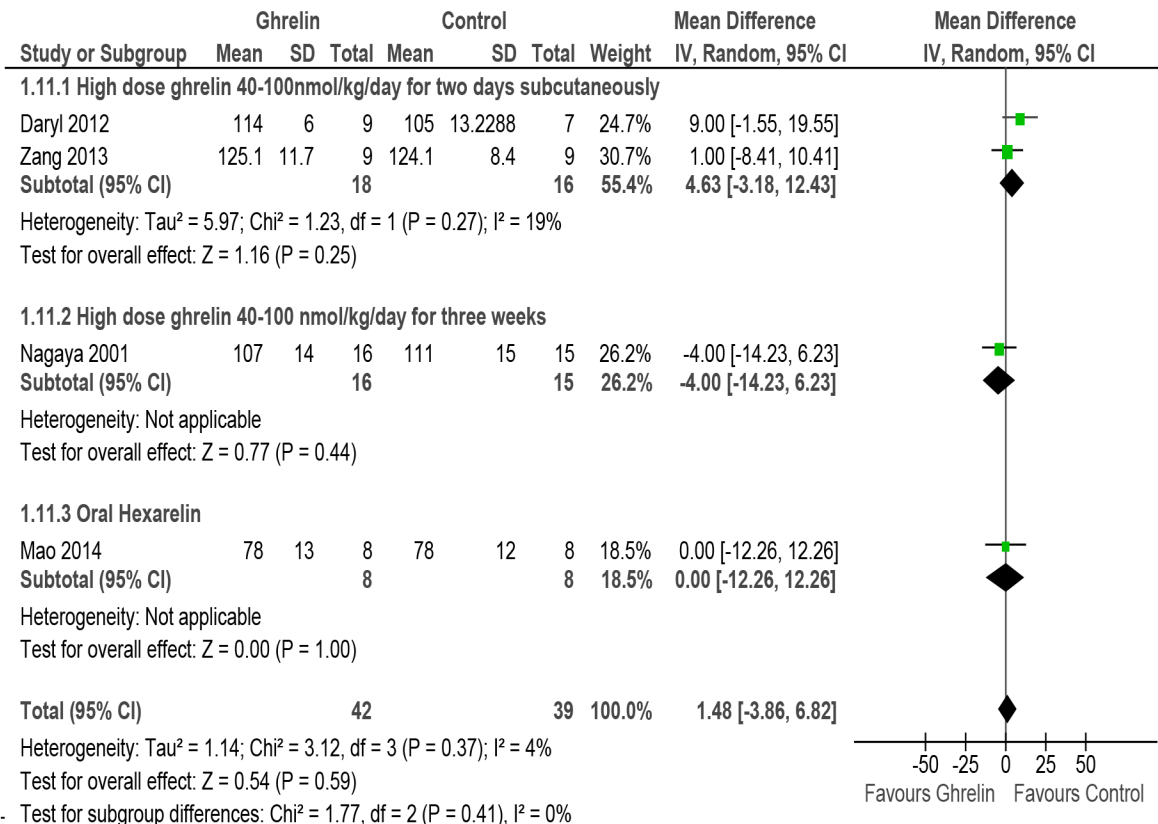 Ghrelin Control Mean Difference Mean Difference
Study or Subgroup Mean SD Total Mean SD Total Weight IV, Random, 95% CI IV, Random, 95% CI
1.11.1 High dose ghrelin 40-100nmol/kg/day for two days subcutaneously
Daryl 2012 114 6 9 105 13.2288 7 24.7% 9.00 [-1.55, 19.55]
Zang 2013 125.1 11.7 9 124.1 8.4 9 30.7% 1.00 [-8.41, 10.41]
Subtotal (95% CI) 18 16 55.4% 4.63 [-3.18, 12.43]
Heterogeneity: Tau² = 5.97; Chi² = 1.23, df = 1 (P = 0.27); I² = 19%
Test for overall effect: Z = 1.16 (P = 0.25)
1.11.2 High dose ghrelin 40-100 nmol/kg/day for three weeks
Nagaya 2001 107 14 16 111 15 15 26.2% -4.00 [-14.23, 6.23]
Subtotal (95% CI) 16 15 26.2% -4.00 [-14.23, 6.23]
Heterogeneity: Not applicable
Test for overall effect: Z = 0.77 (P = 0.44)
1.11.3 Oral Hexarelin
Mao 2014 78 13 8 78 12 8 18.5% 0.00 [-12.26, 12.26]
Subtotal (95% CI) 8 8 18.5% 0.00 [-12.26, 12.26]
Heterogeneity: Not applicable
Test for overall effect: Z = 0.00 (P = 1.00)
Total (95% CI) 42 39 100.0% 1.48 [-3.86, 6.82]
Heterogeneity: Tau² = 1.14; Chi² = 3.12, df = 3 (P = 0.37); I² = 4%
Test for overall effect: Z = 0.54 (P = 0.59)
- Test for subgroup differences: Chi² = 1.77, df = 2 (P = 0.41), I² = 0%
-50 -25 0 25 50
Favours Ghrelin Favours Control